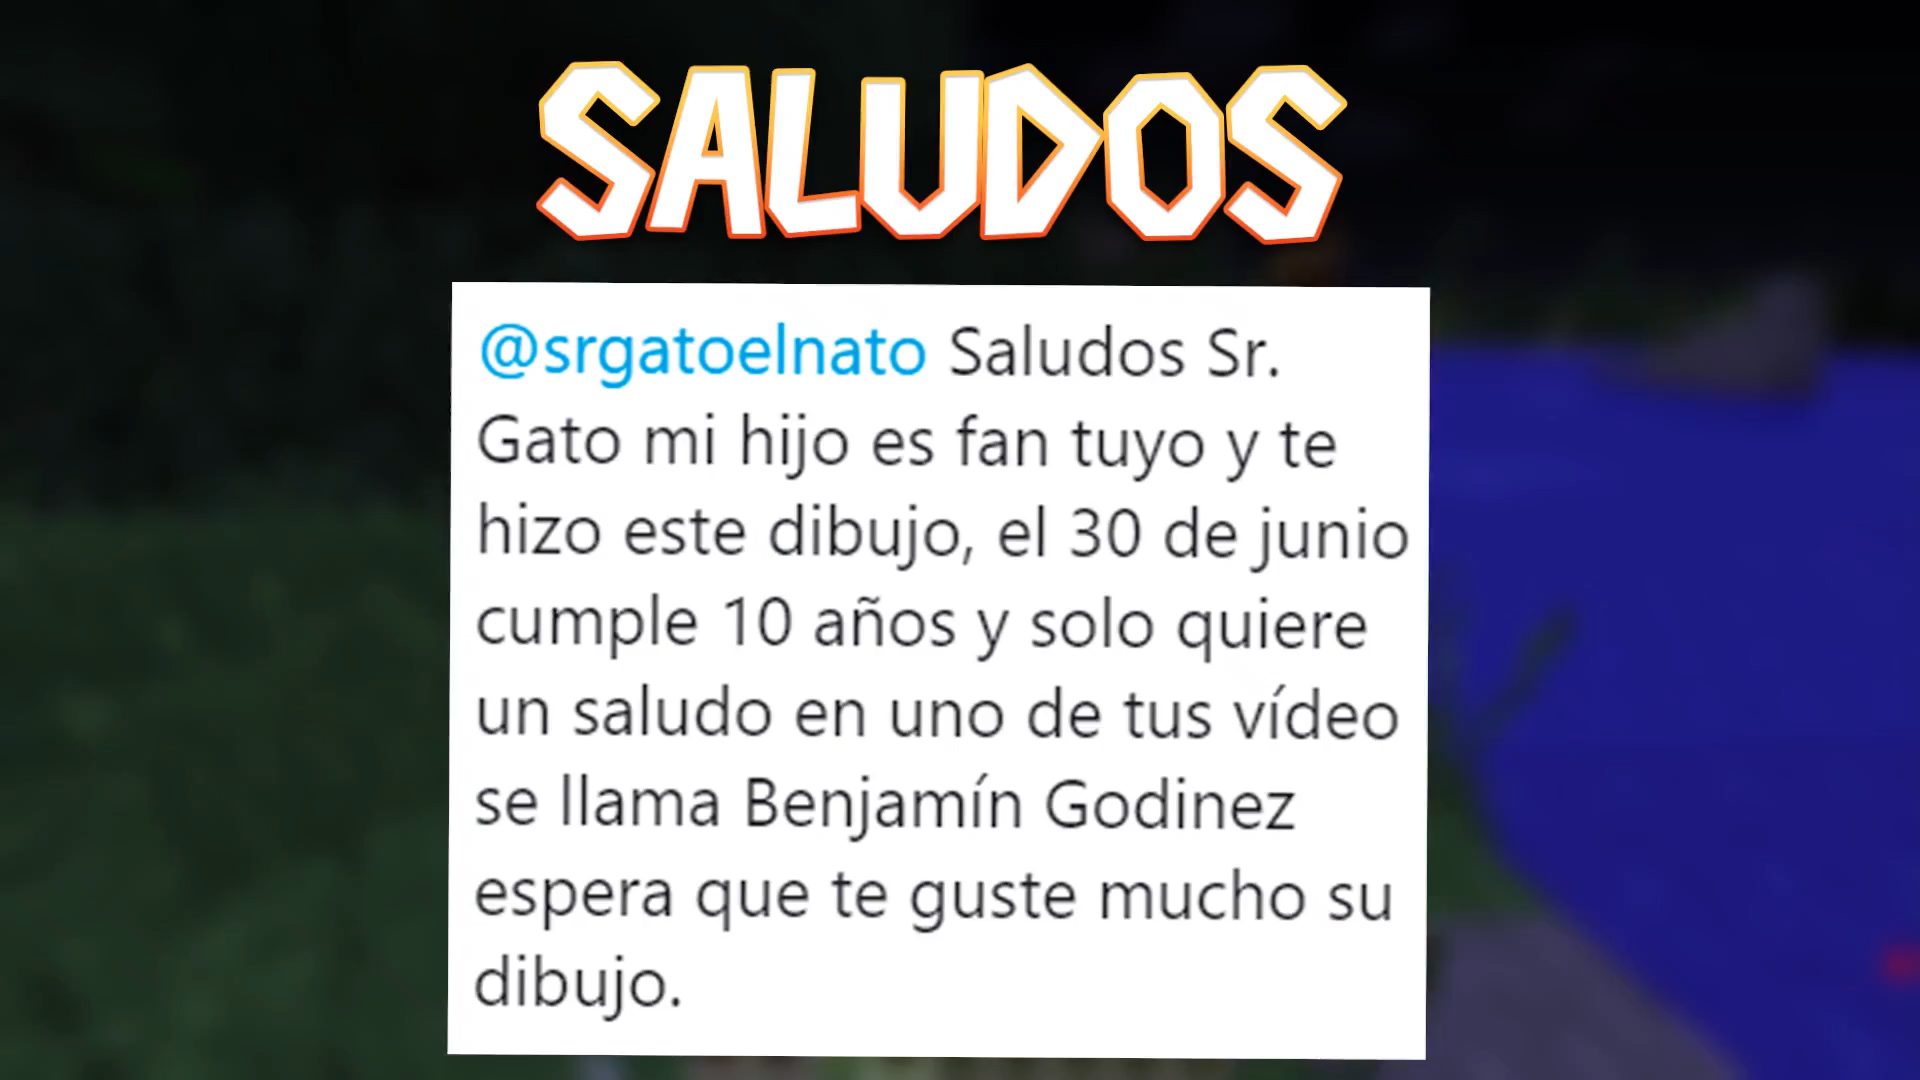 SALUDOS
@srgatoelnato Saludos Sr.
Gato mi hijo es fan tuyo y te
hizo este dibujo, el 30 de junio
cumple 10 años y solo quiere
un saludo en uno de tus vídeo
se llama Benjamín Godinez
espera que te guste mucho su
dibujo.